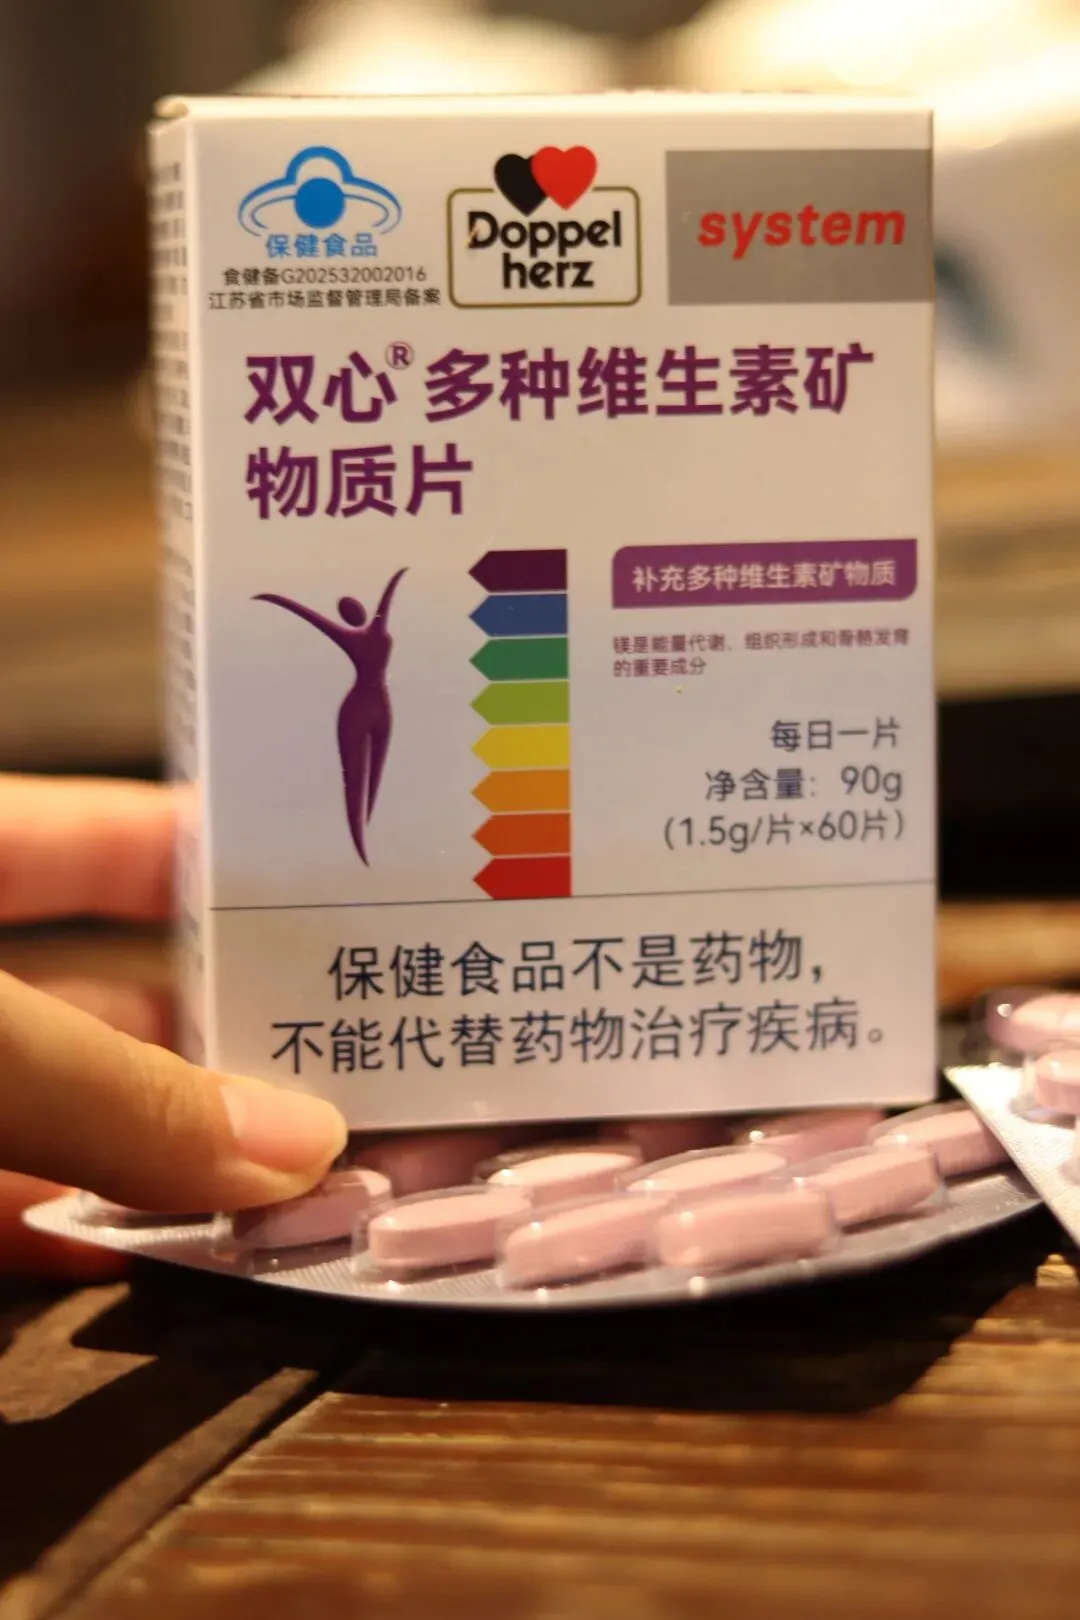 保健食品
食健备G202532002016
江苏省市场监督管理局备案
Doppel
herz
system
双心®多种维生素矿
物质片
补充多种维生素矿物质
镁是能量代谢、组织形成和骨骼发育
的重要成分
每日一片
净含量：90g
(1.5g/片×60片)
保健食品不是药物，
不能代替药物治疗疾病。